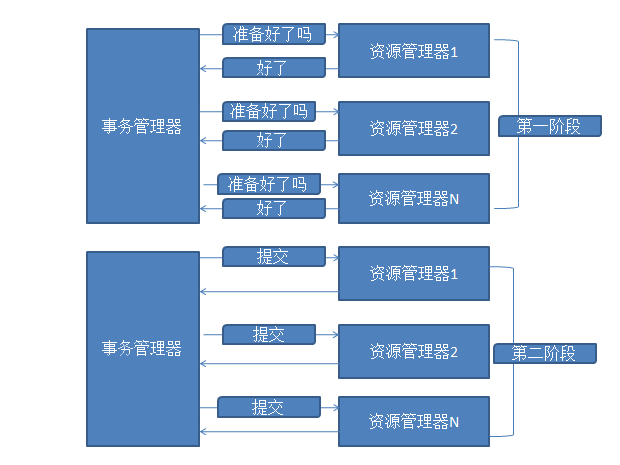 准备好了吗
资源管理器1
好了
事务管理器
准备好了吗
资源管理器2
好了
第一阶段
准备好了吗
资源管理器N
好了
提交
资源管理器1
事务管理器
提交
资源管理器2
第二阶段
提交
资源管理器N